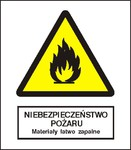 NIEBEZPIECZEŃSTWO
POŻARU
Materiały łatwo zapalne